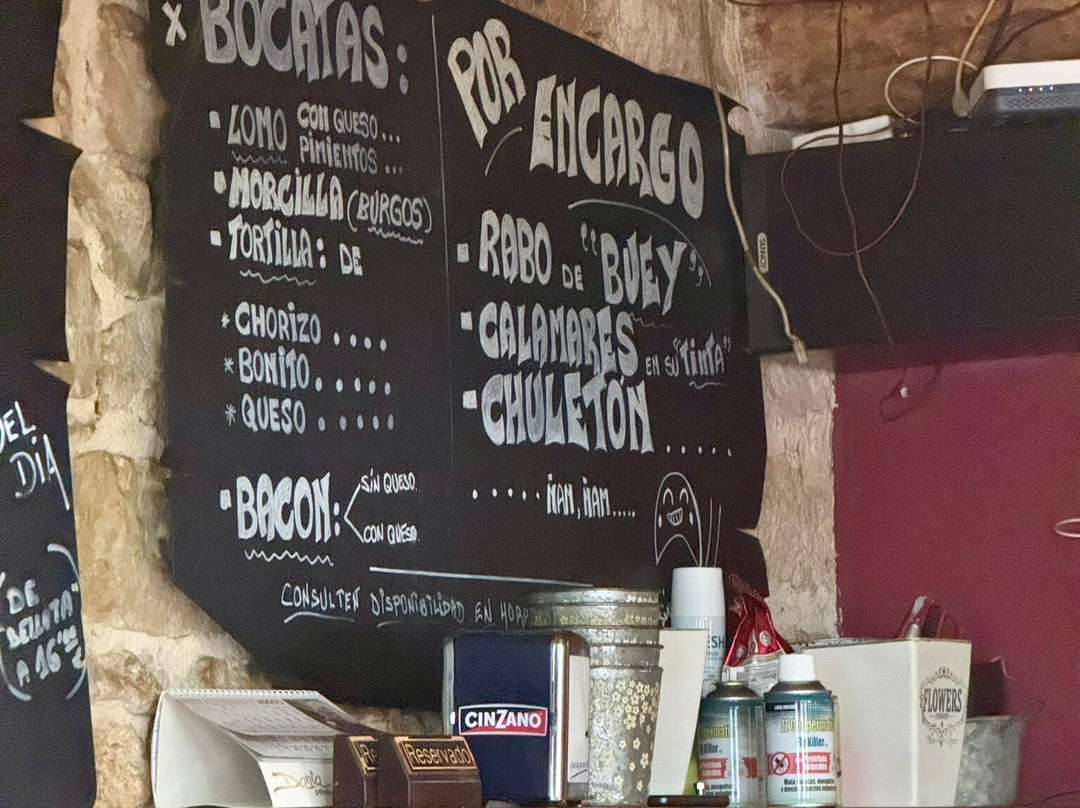 x BOCATAS:
LOMO CON QUESO...
PIMIENTOS ...
MORCILLA (BURGOS)
TORTILLA: DE
* CHORIZO ....
* BONITO.....
* QUESO .....
BACON: SIN QUESO.
CON QUESO.
CONSULTEN DISPONIBILIDAD EN
POR ENCARGO
RABO DE "BUEY"
CALAMARES EN SU "TINTA"
CHULETÓN .....
..... ÑAM, ÑAM.....
DEL
DIA
DE
BELLOTA"
A 16
CINZANO
Reservado
FLOWERS
Killer